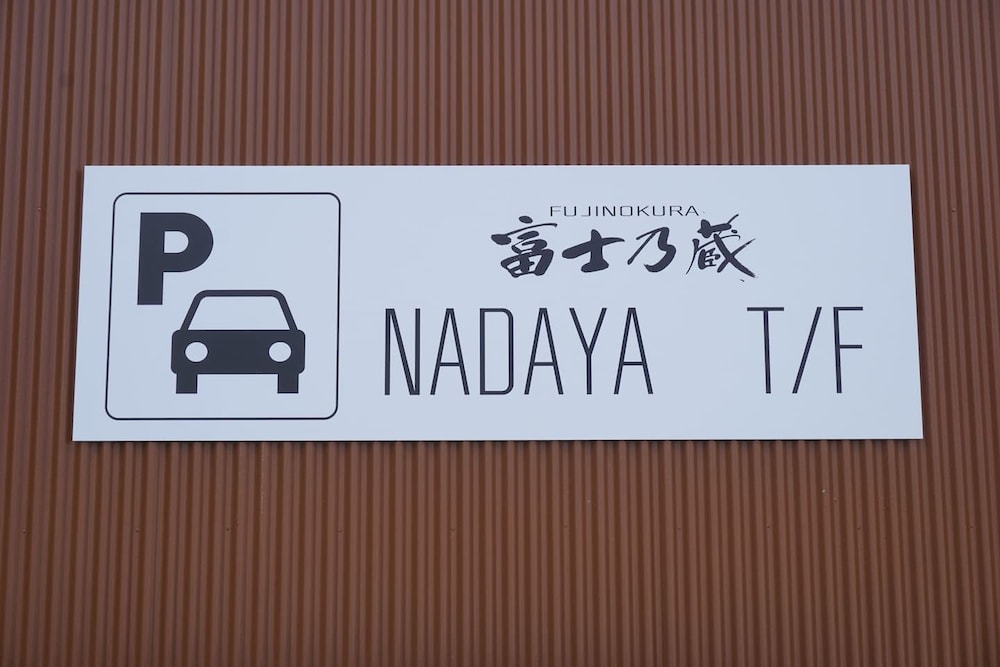 P
FUJINOKURA
富士乃蔵
NADAYA T/F